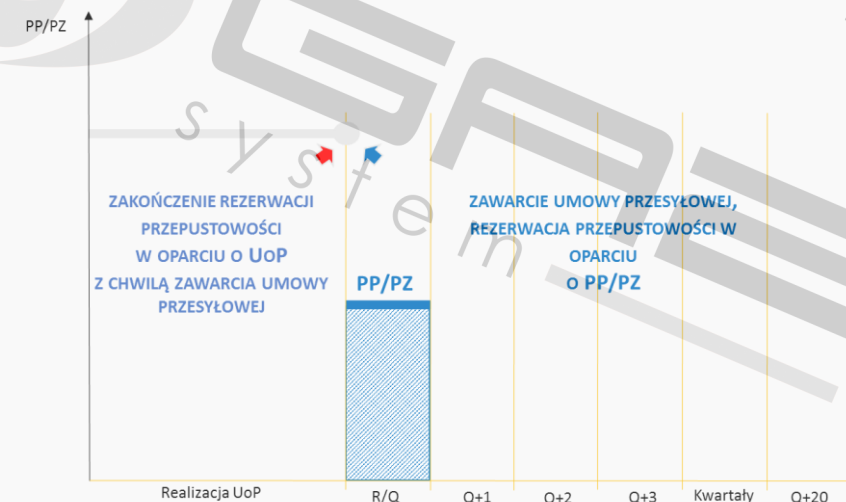 PP/PZ
GAZ
system
ZAKOŃCZENIE REZERWACJI
PRZEPUSTOWOŚCI
W OPARCIU O UOP
Z CHWILĄ ZAWARCIA UMOWY
PRZESYŁOWEJ
PP/PZ
ZAWARCIE UMOWY PRZESYŁOWEJ,
REZERWACJA PRZEPUSTOWOŚCI W
OPARCIU
O PP/PZ
Realizacja UoP
R/Q
Q+1
Q+2
Q+3
Kwartały
Q+20